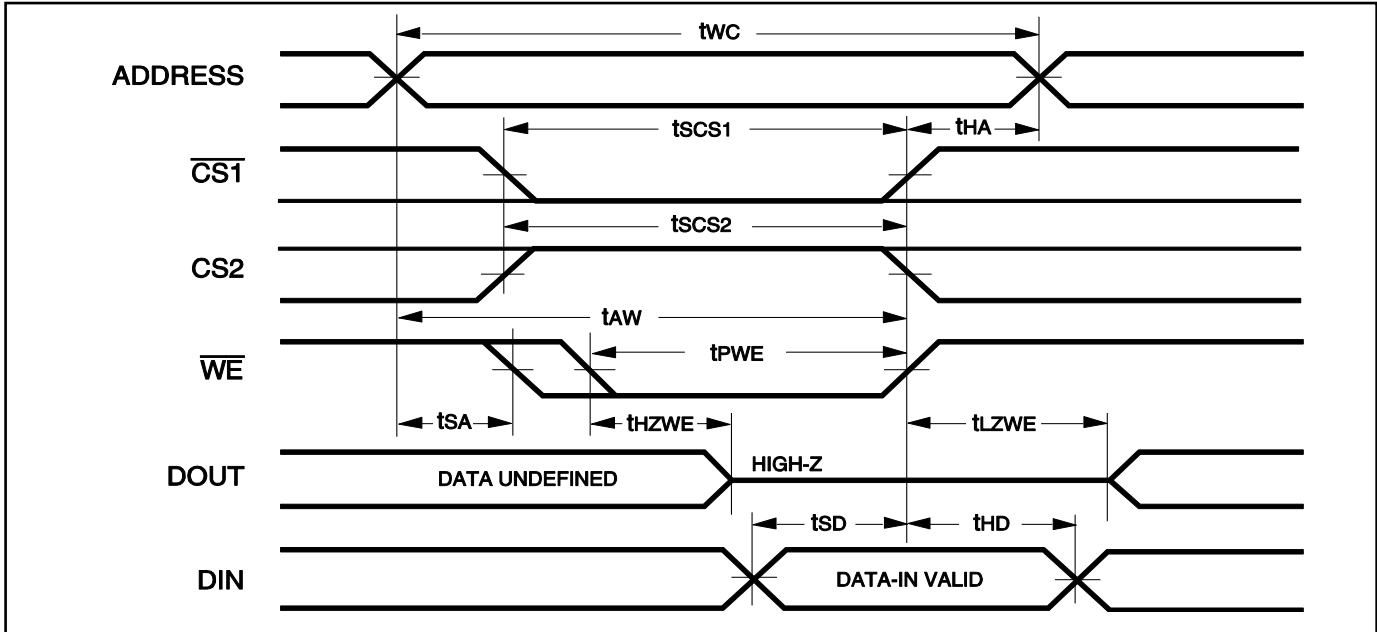 tWC
ADDRESS
tSCS1
tHA
CS1
tSCS2
CS2
tAW
WE
tPWE
tSA
tHZWE
tLZWE
DOUT
DATA UNDEFINED
HIGH-Z
tSD
tHD
DIN
DATA-IN VALID